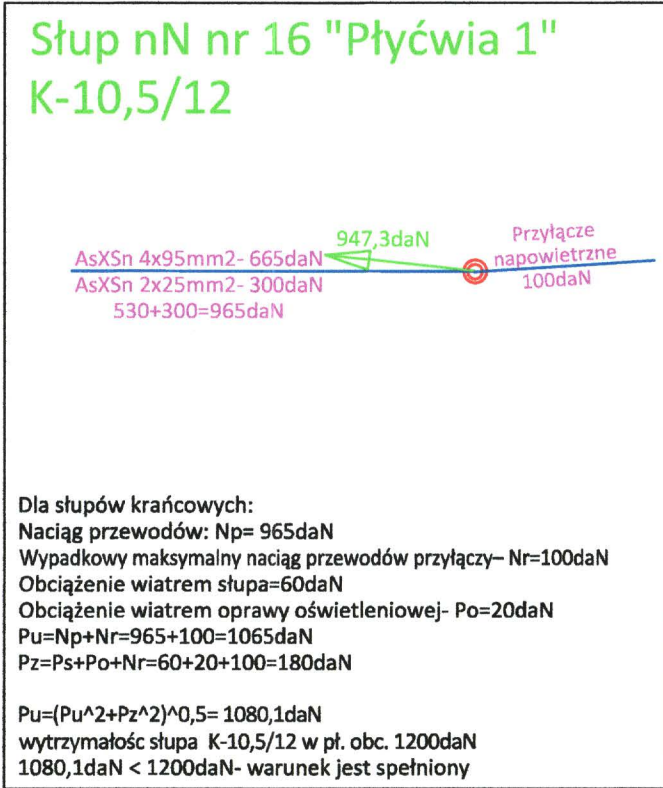 Słup nN nr 16 "Płyćwia 1"
K-10,5/12
947,3daN
AsXSn 4x95mm2- 665daN
AsXSn 2x25mm2- 300daN
530+300=965daN
Przyłącze
napowietrzne
100daN
Dla słupów krańcowych:
Naciąg przewodów: Np= 965daN
Wypadkowy maksymalny naciąg przewodów przyłączy– Nr=100daN
Obciążenie wiatrem słupa=60daN
Obciążenie wiatrem oprawy oświetleniowej- Po=20daN
Pu=Np+Nr=965+100=1065daN
Pz=Ps+Po+Nr=60+20+100=180daN
Pu=(Pu^2+Pz^2)^0,5= 1080,1daN
wytrzymałośc słupa K-10,5/12 w pł. obc. 1200daN
1080,1daN < 1200daN- warunek jest spełniony